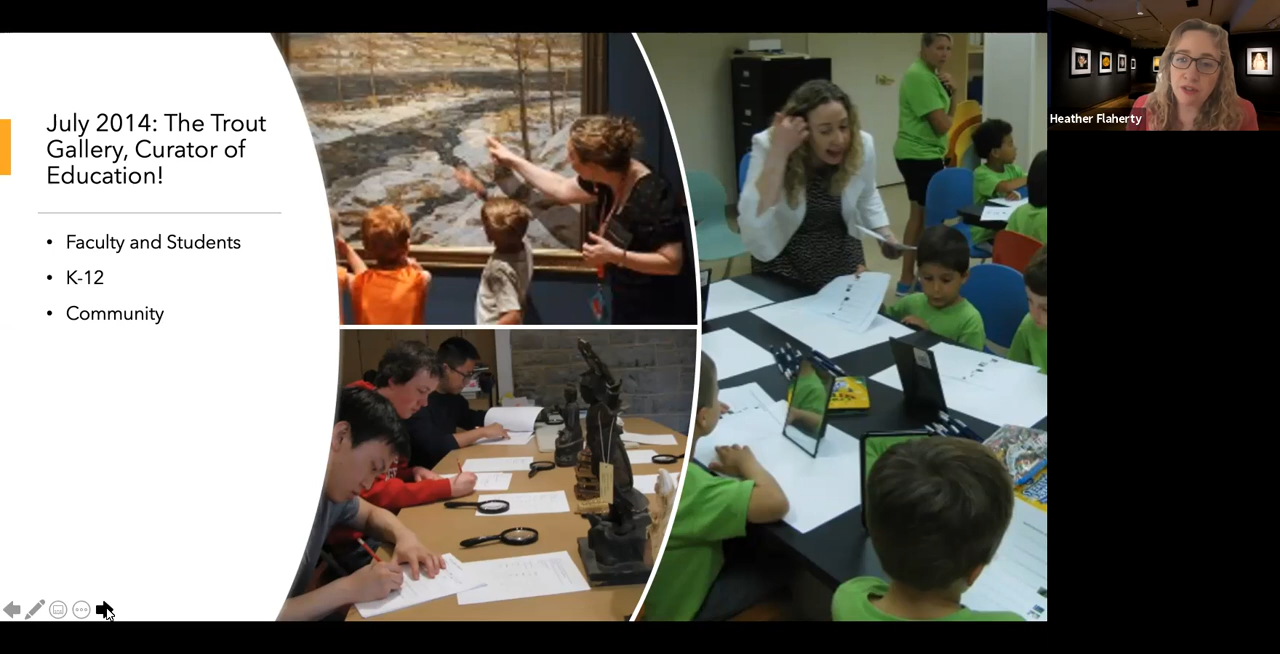 July 2014: The Trout
Gallery, Curator of
Education!
• Faculty and Students
• K-12
• Community
Heather Flaherty